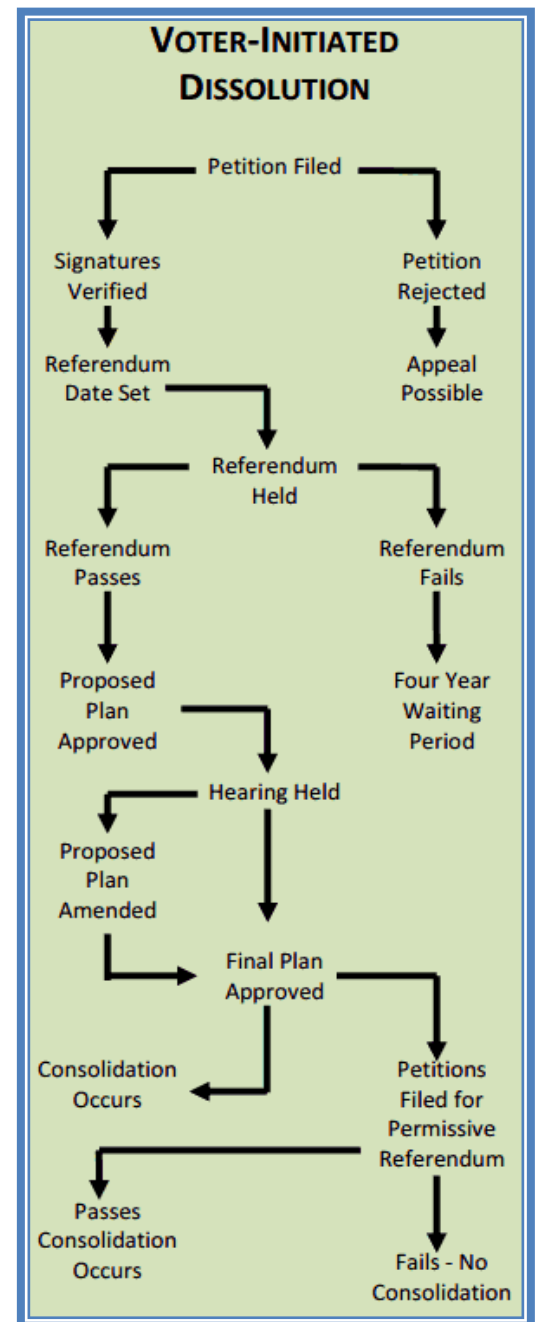 VOTER-INITIATED
DISSOLUTION
Petition Filed
Signatures
Verified
Petition
Rejected
Referendum
Date Set
Appeal
Possible
Referendum
Held
Referendum
Passes
Referendum
Fails
Proposed
Plan
Approved
Four Year
Waiting
Period
Hearing Held
Proposed
Plan
Amended
Final Plan
Approved
Consolidation
Occurs
Petitions
Filed for
Permissive
Referendum
Passes
Consolidation
Occurs
Fails - No
Consolidation